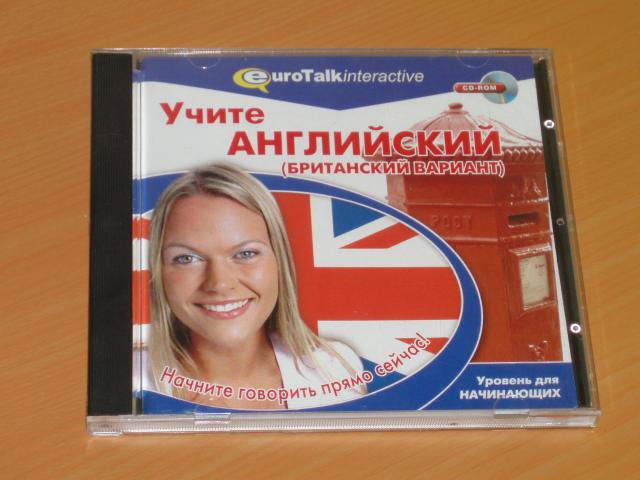 euroTalkinteractive
CD-ROM
Учите
АНГЛИЙСКИЙ
(БРИТАНСКИЙ ВАРИАНТ)
POST
Начните говорить прямо сейчас!
Уровень для
НАЧИНАЮЩИХ